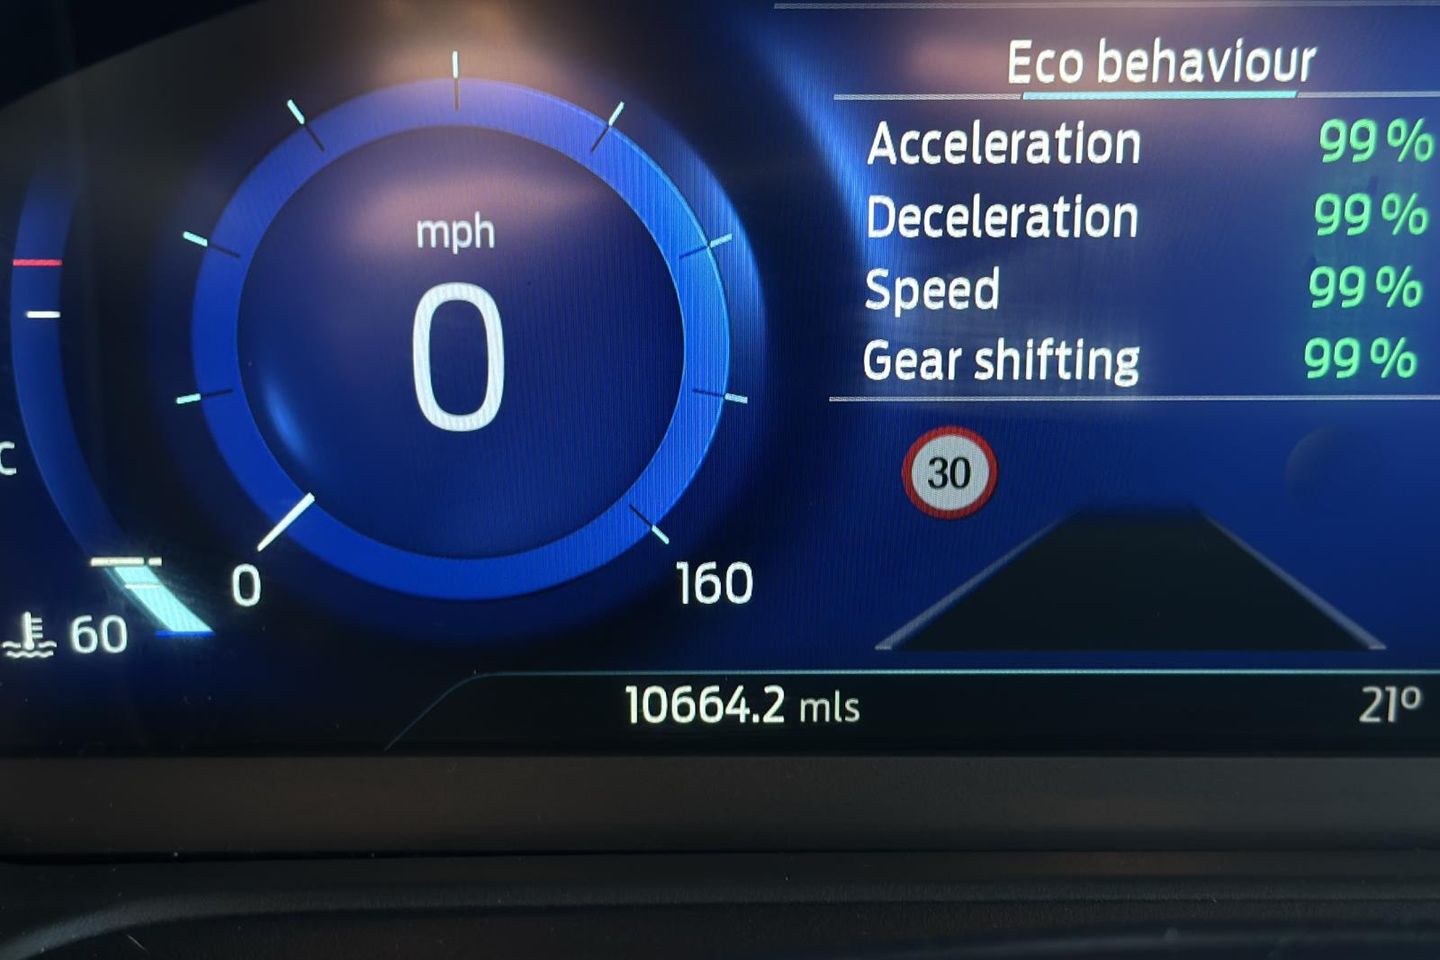 Eco behaviour
Acceleration 99%
Deceleration 99%
Speed 99%
Gear shifting 99%
mph
0
30
C
0
160
60
10664.2 mls
21°